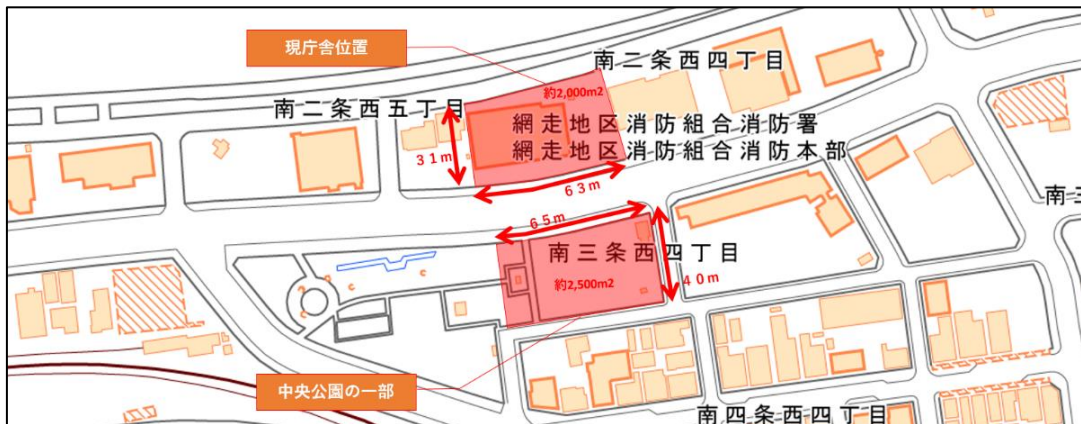 現庁舎位置
南二条西四丁目
約2,000m2
南二条西五丁目
網走地区消防組合消防署
網走地区消防組合消防本部
31m
63m
65m
南三条西四丁目
40m
約2,500m2
中央公園の一部
南四条西四丁目